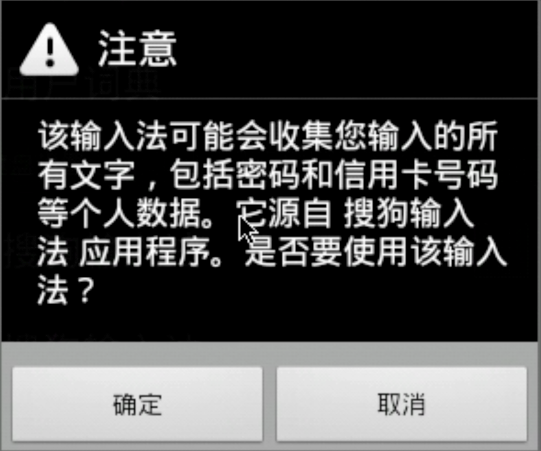 注意
该输入法可能会收集您输入的所
有文字，包括密码和信用卡号码
等个人数据。它源自 搜狗输入
法 应用程序。是否要使用该输入
法？
确定 取消